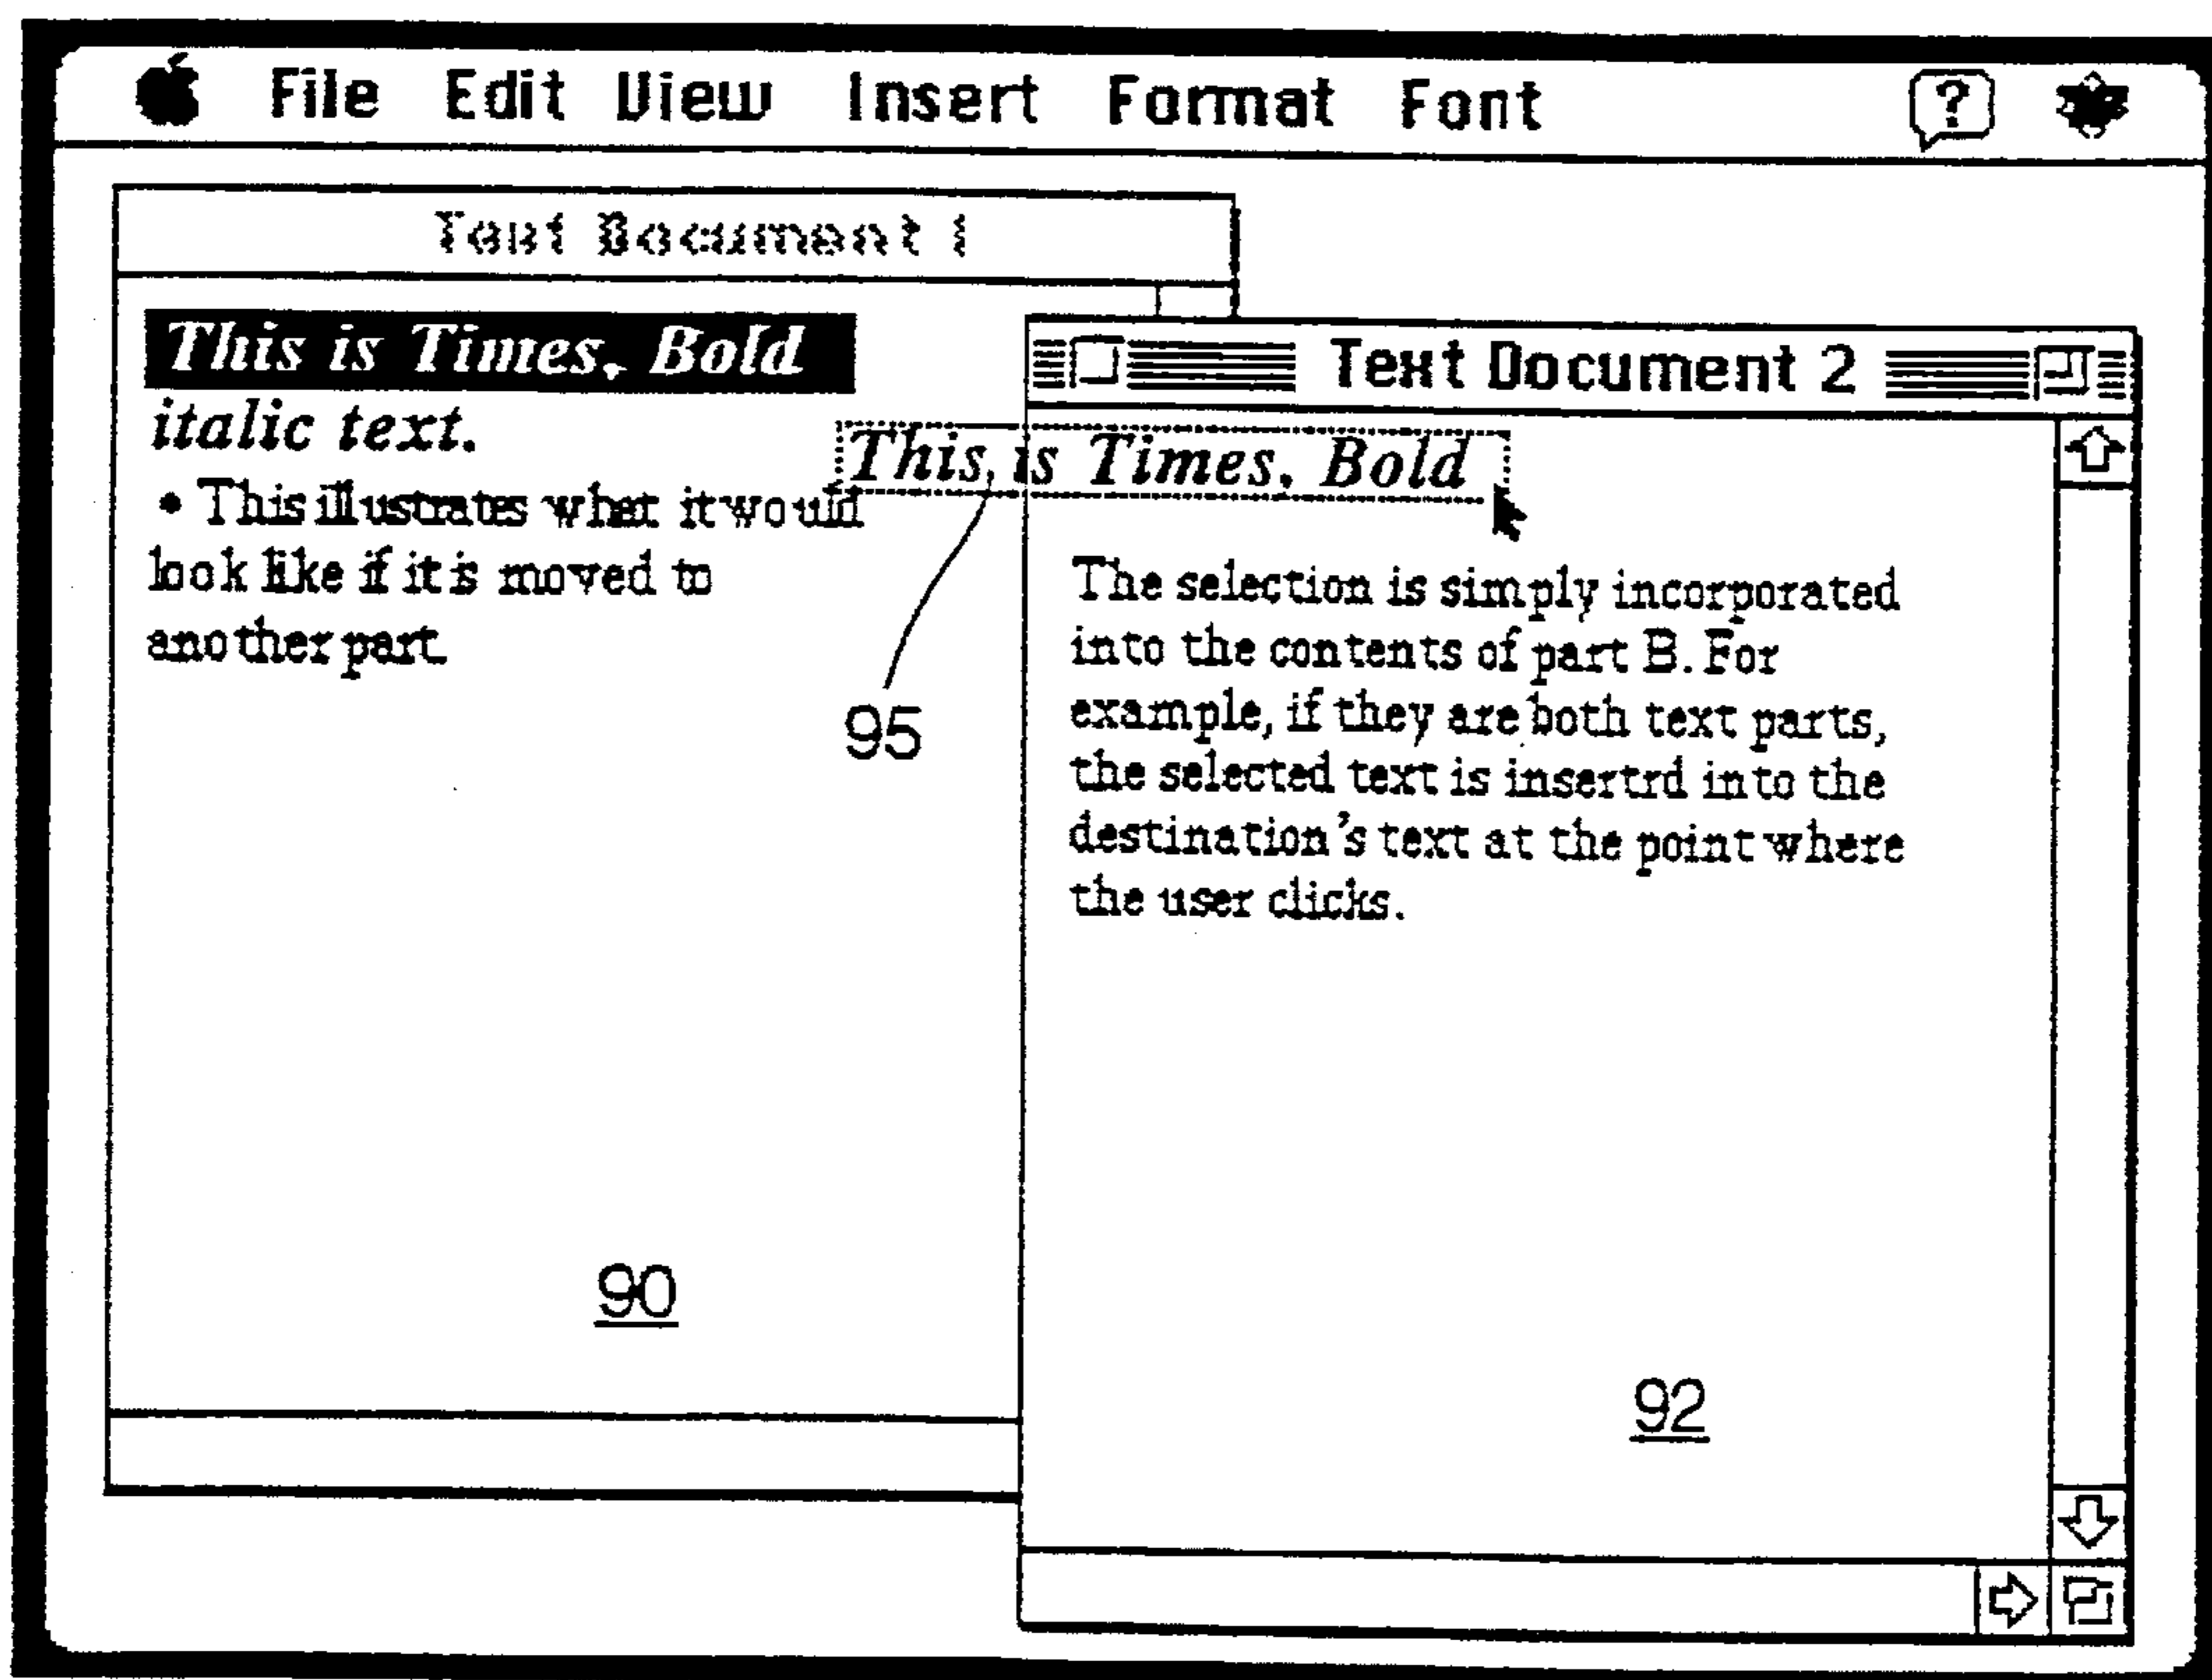 File Edit View Insert Format Font ?
Text Document 1
This is Times, Bold
italic text.
• This illustrates what it would
look like if it is moved to
another part.
95
90
Text Document 2
This is Times, Bold
The selection is simply incorporated
into the contents of part B. For
example, if they are both text parts,
the selected text is insertrd into the
destination's text at the point where
the user clicks.
92